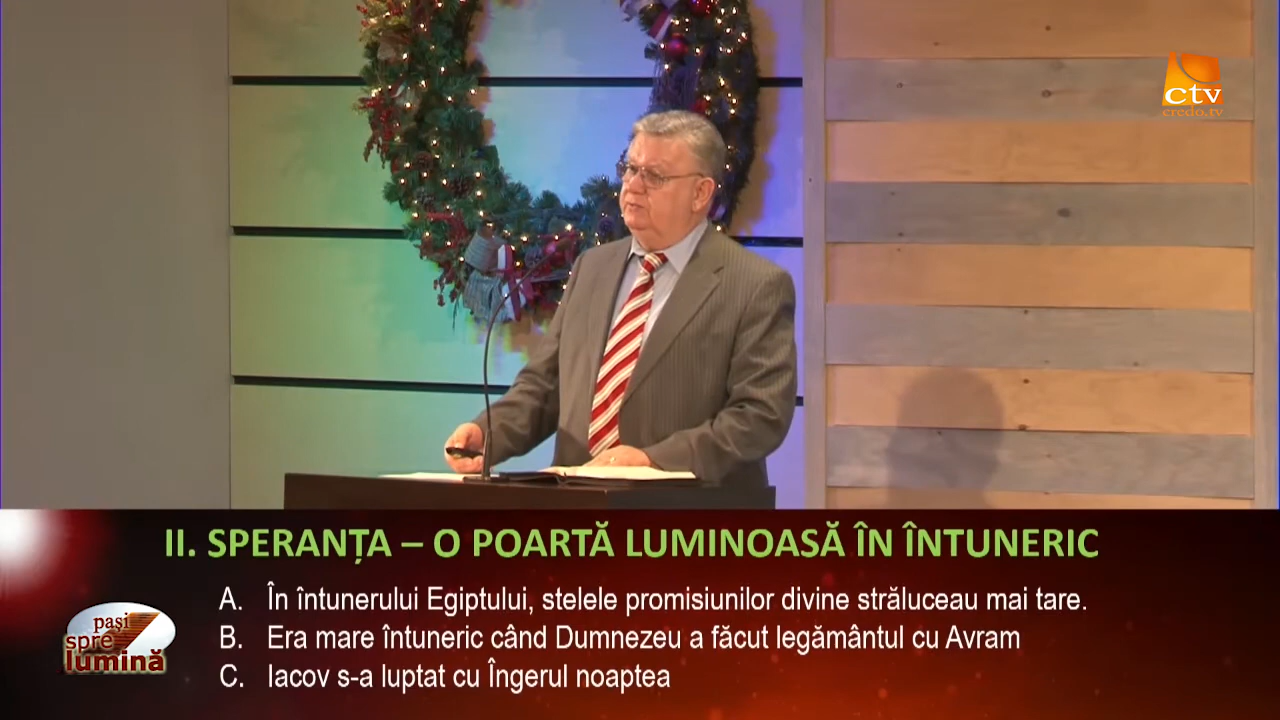 ctv
credo.tv
II. SPERANȚA – O POARTĂ LUMINOASĂ ÎN ÎNTUNERIC
A. În întunerului Egiptului, stelele promisiunilor divine străluceau mai tare.
B. Era mare întuneric când Dumnezeu a făcut legământul cu Avram
C. Iacov s-a luptat cu Îngerul noaptea
pași
spre
lumină